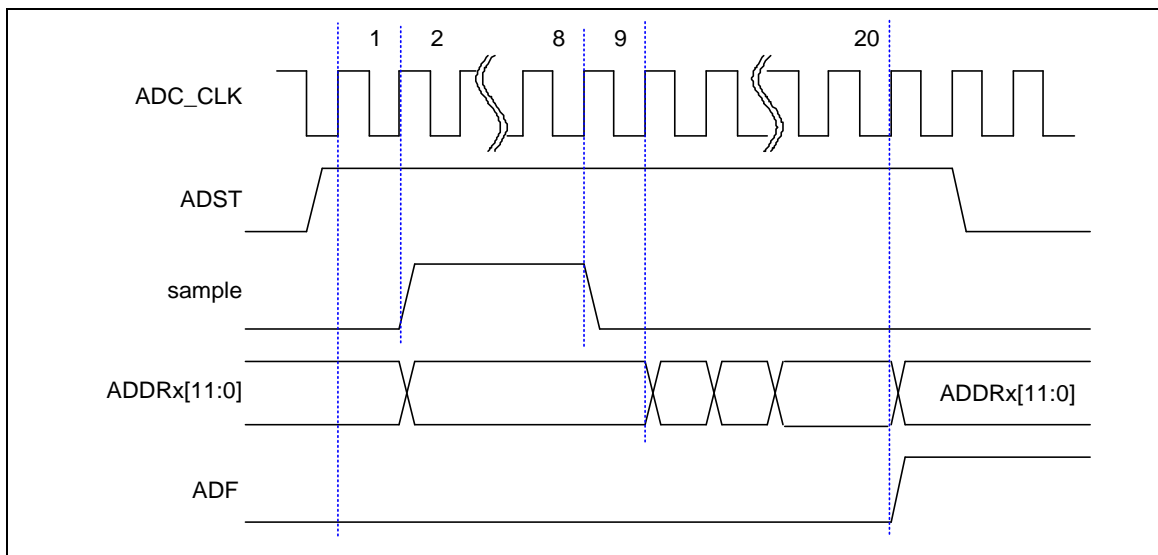 1 2 8 9 20
ADC_CLK
ADST
sample
ADDRx[11:0] ADDRx[11:0]
ADF